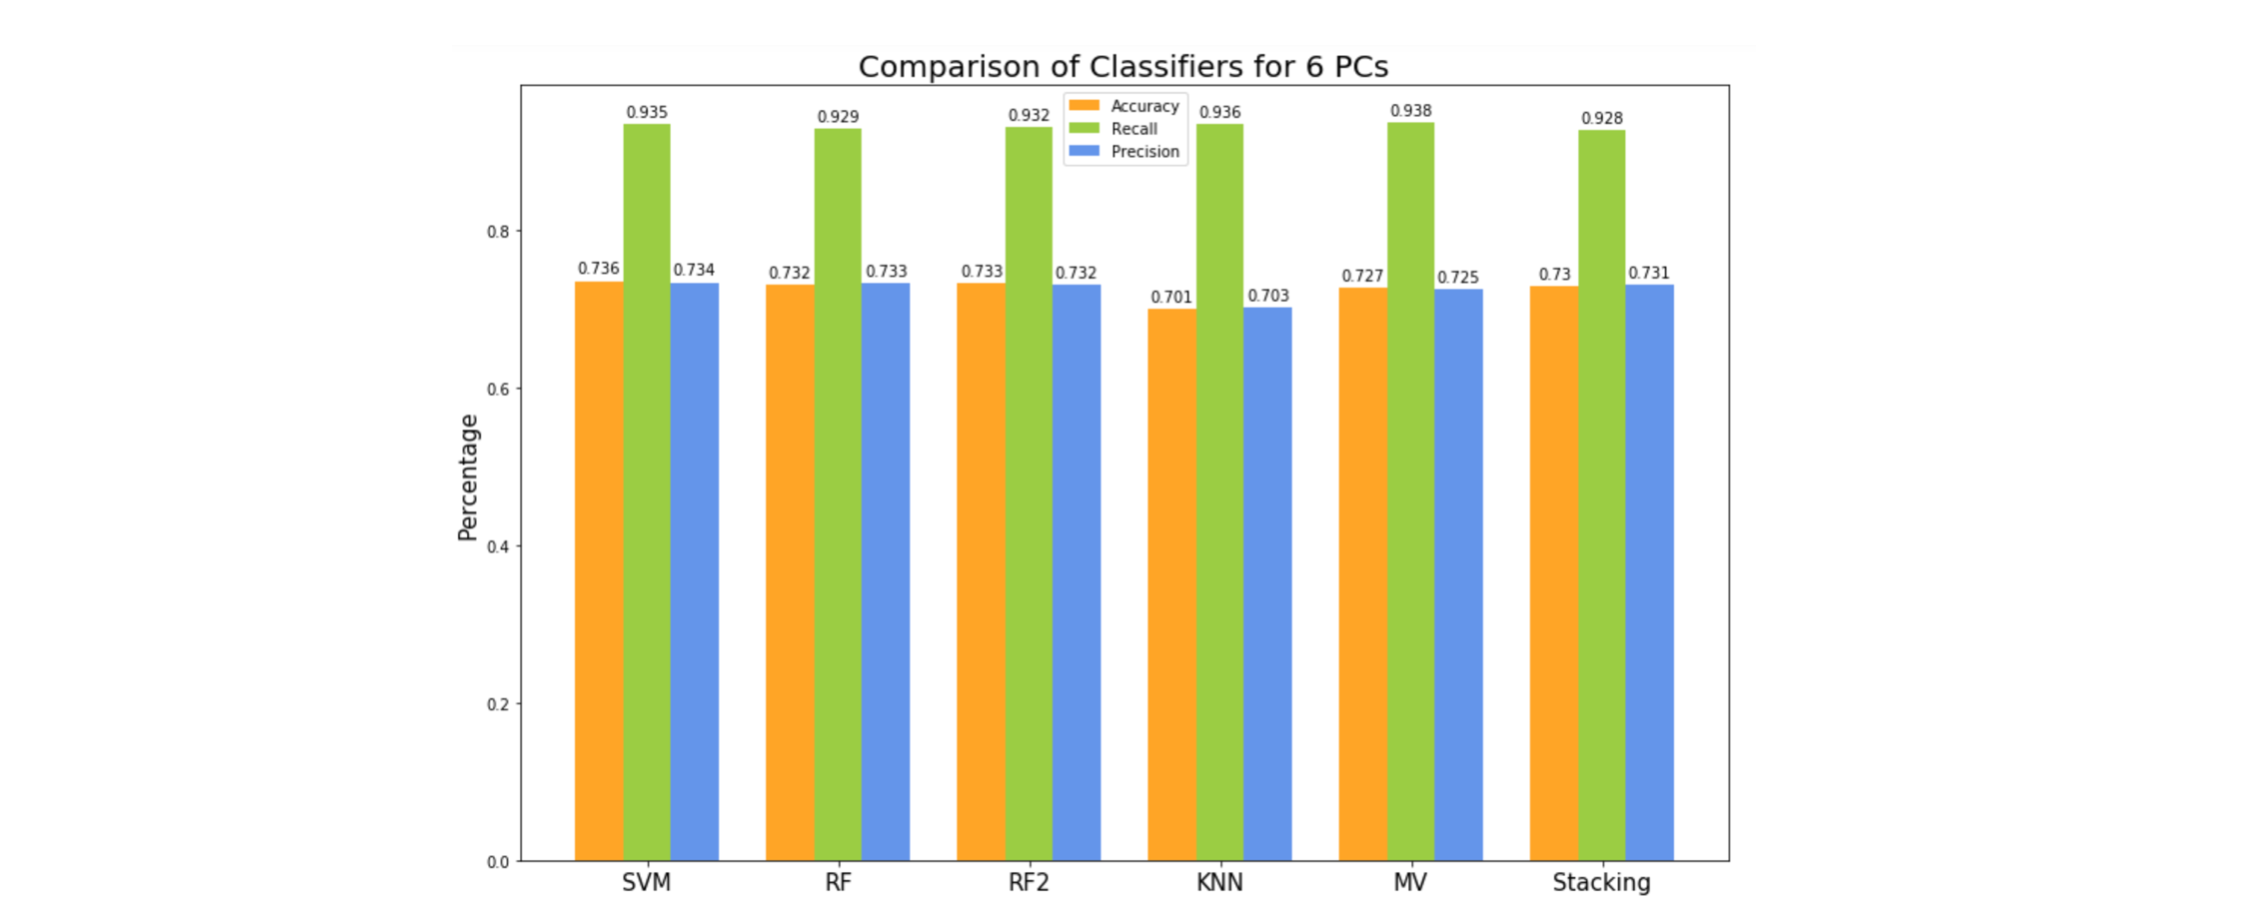 Comparison of Classifiers for 6 PCs
Accuracy
Recall
Precision
0.935
0.929
0.932
0.936
0.938
0.928
0.736
0.734
0.732
0.733
0.733
0.732
0.701
0.703
0.727
0.725
0.73
0.731
Percentage
0.8
0.6
0.4
0.2
0.0
SVM
RF
RF2
KNN
MV
Stacking